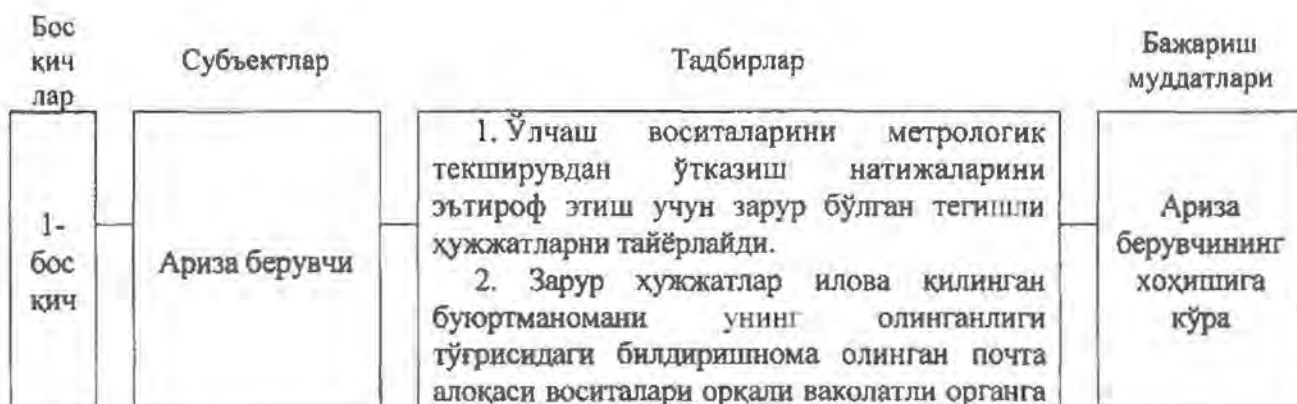 Бос
қич
лар
Субъектлар
Тадбирлар
Бажариш
муддатлари
1-
бос
қич
Ариза берувчи
1. Ўлчаш воситаларини метрологик
текширувдан ўтказиш натижаларини
эътироф этиш учун зарур бўлган тегишли
ҳужжатларни тайёрлайди.
2. Зарур ҳужжатлар илова қилинган
буюртманомани унинг олинганлиги
тўғрисидаги билдиришнома олинган почта
алоқаси воситалари орқали ваколатли органга
Ариза
берувчининг
хоҳишига
кўра